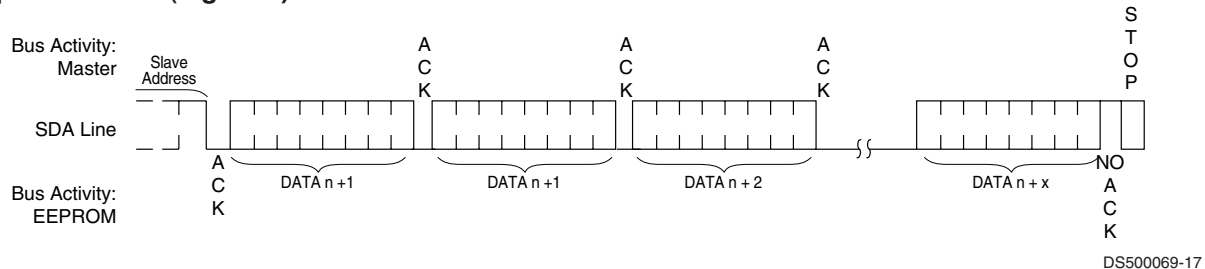 Bus Activity:
Master
Slave
Address
A
C
K
A
C
K
A
C
K
S
T
O
P
SDA Line
Bus Activity:
EEPROM
A
C
K
DATA n +1
DATA n +1
DATA n + 2
DATA n + x
NO
A
C
K
DS500069-17